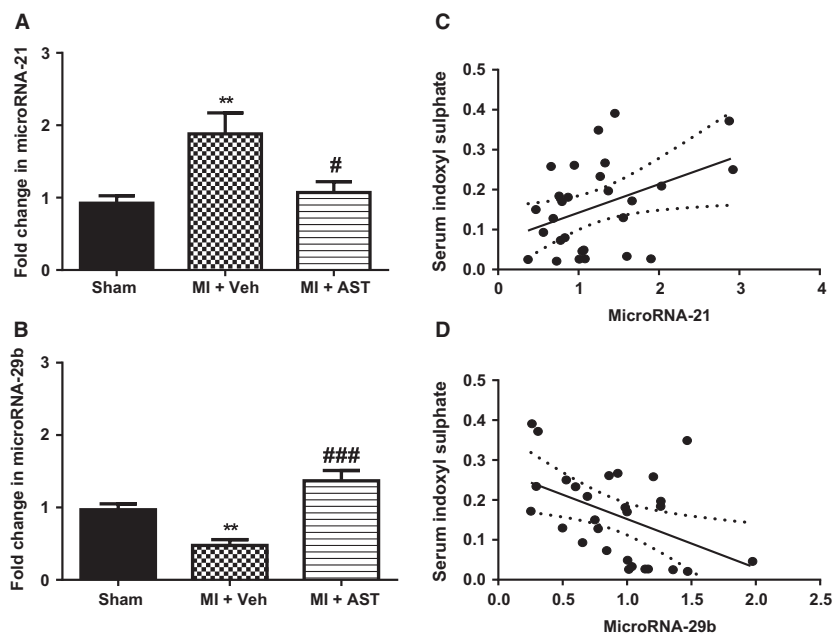 A
Fold change in microRNA-21
3
2
1
0
**
#
Sham MI + Veh MI + AST
B
Fold change in microRNA-29b
3
2
1
0
**
###
Sham MI + Veh MI + AST
C
Serum indoxyl sulphate
0.5
0.4
0.3
0.2
0.1
0.0
0 1 2 3 4
MicroRNA-21
D
Serum indoxyl sulphate
0.5
0.4
0.3
0.2
0.1
0.0
0.0 0.5 1.0 1.5 2.0 2.5
MicroRNA-29b